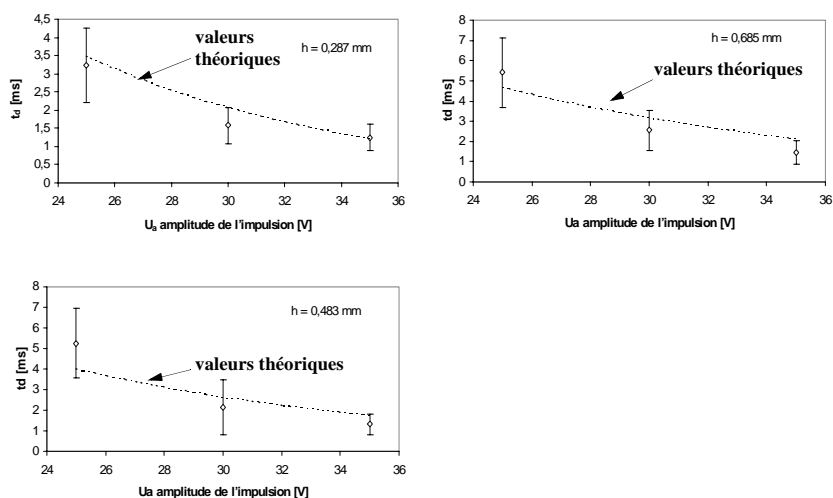 4,5
4
3,5
3
2,5
2
1,5
1
0,5
0
t_d [ms]
valeurs
théoriques
h = 0,287 mm
24 26 28 30 32 34 36
U_a amplitude de l'impulsion [V]
8
7
6
5
4
3
2
1
0
td [ms]
h = 0,685 mm
valeurs théoriques
24 26 28 30 32 34 36
Ua amplitude de l'impulsion [V]
8
7
6
5
4
3
2
1
0
td [ms]
h = 0,483 mm
valeurs théoriques
24 26 28 30 32 34 36
Ua amplitude de l'impulsion [V]